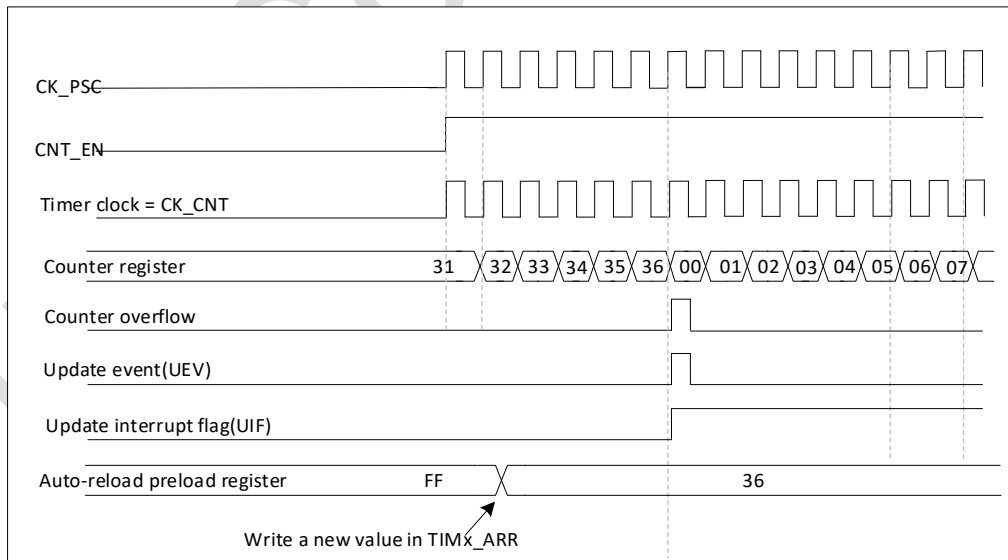 CK_PSC
CNT_EN
Timer clock = CK_CNT
Counter register 31 32 33 34 35 36 00 01 02 03 04 05 06 07
Counter overflow
Update event(UEV)
Update interrupt flag(UIF)
Auto-reload preload register FF 36
Write a new value in TIMx_ARR